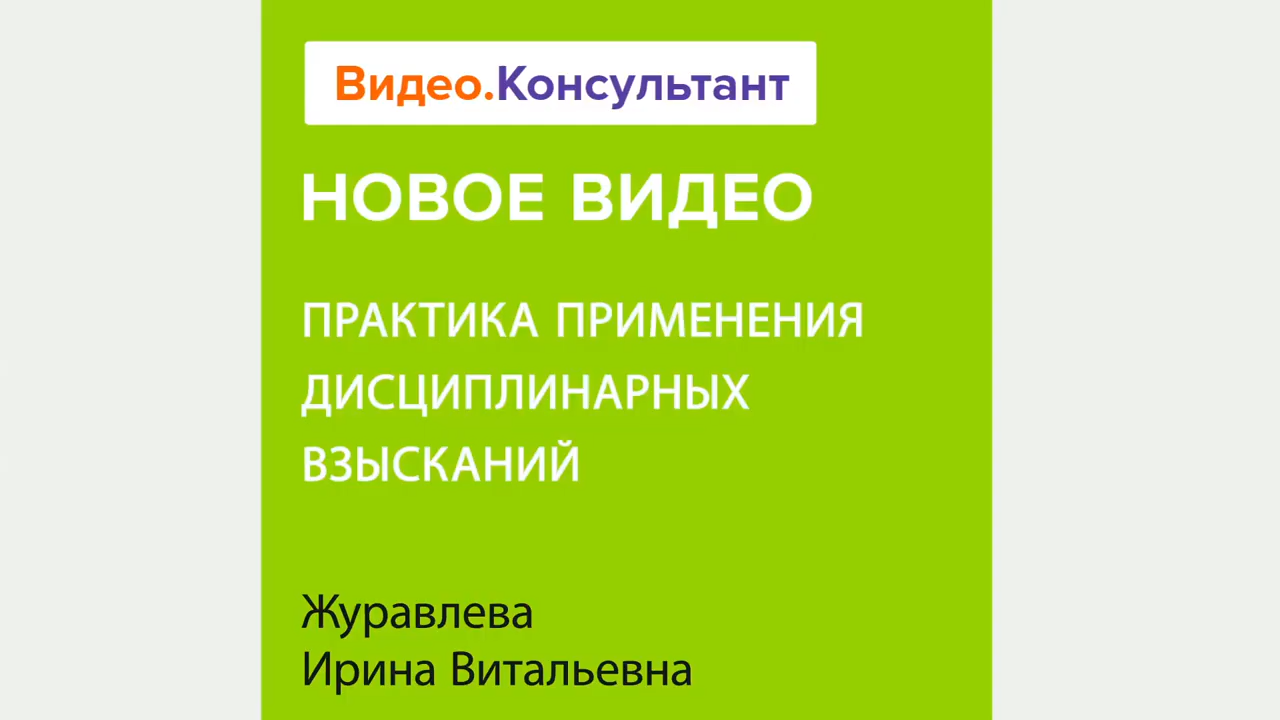 Видео.Консультант
НОВОЕ ВИДЕО
ПРАКТИКА ПРИМЕНЕНИЯ
ДИСЦИПЛИНАРНЫХ
ВЗЫСКАНИЙ
Журавлева
Ирина Витальевна